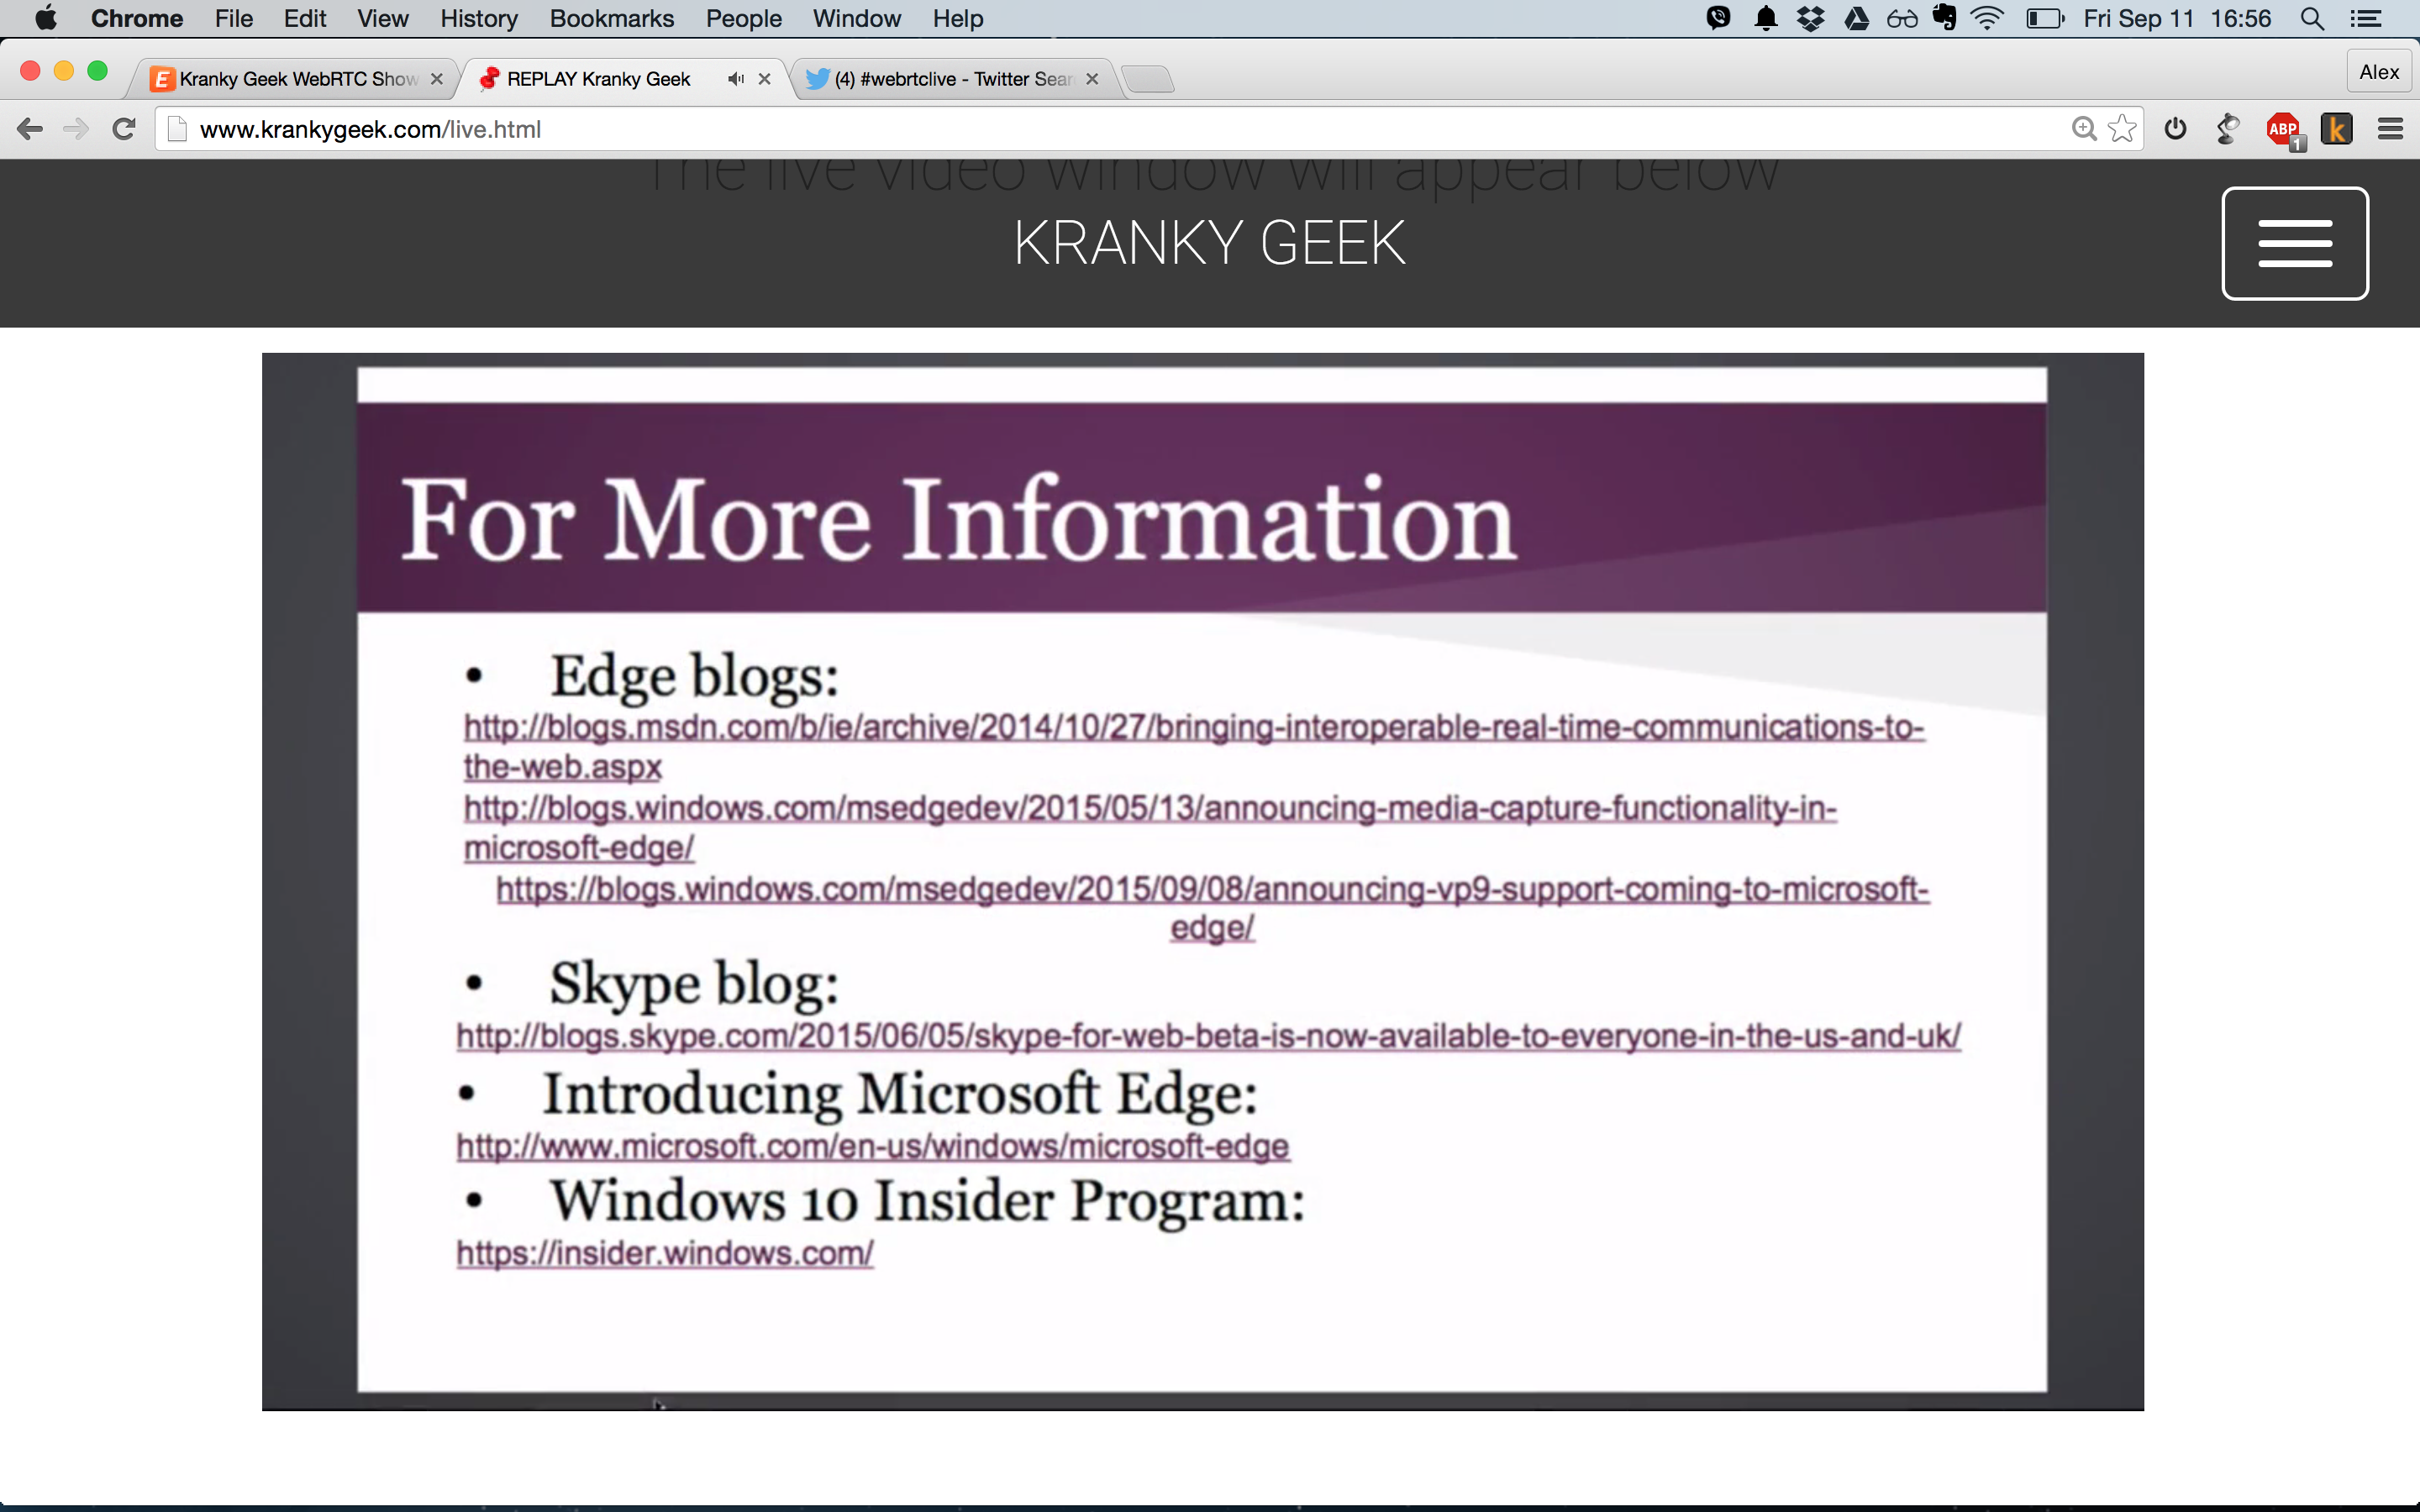 Chrome File Edit View History Bookmarks People Window Help Fri Sep 11 16:56
Kranky Geek WebRTC Show REPLAY Kranky Geek (4) #webrtclive - Twitter Sear Alex
www.krankygeek.com/live.html ABP 1 k
The live video window will appear below
KRANKY GEEK
For More Information
• Edge blogs:
http://blogs.msdn.com/b/ie/archive/2014/10/27/bringing-interoperable-real-time-communications-to-
the-web.aspx
http://blogs.windows.com/msedgedev/2015/05/13/announcing-media-capture-functionality-in-
microsoft-edge/
https://blogs.windows.com/msedgedev/2015/09/08/announcing-vp9-support-coming-to-microsoft-
edge/
• Skype blog:
http://blogs.skype.com/2015/06/05/skype-for-web-beta-is-now-available-to-everyone-in-the-us-and-uk/
• Introducing Microsoft Edge:
http://www.microsoft.com/en-us/windows/microsoft-edge
• Windows 10 Insider Program:
https://insider.windows.com/